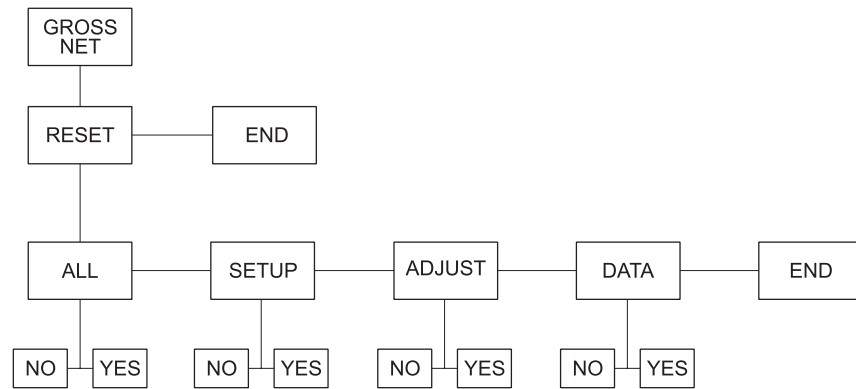 GROSS
NET
RESET
END
ALL
SETUP
ADJUST
DATA
END
NO
YES
NO
YES
NO
YES
NO
YES